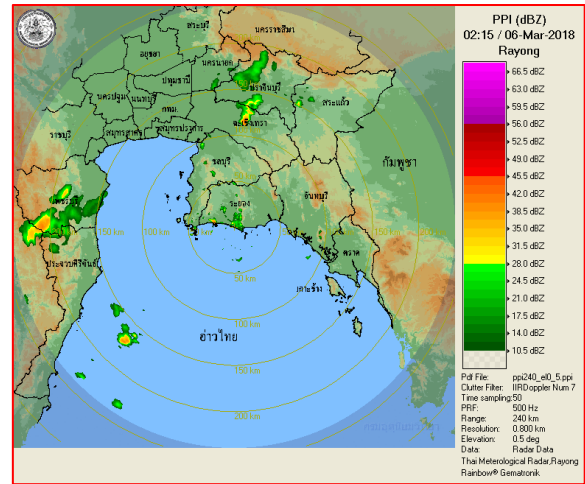 PPI (dBZ)
02:15 / 06-Mar-2018
Rayong
66.5 dBZ
63.0 dBZ
59.5 dBZ
56.0 dBZ
52.5 dBZ
49.0 dBZ
45.5 dBZ
42.0 dBZ
38.5 dBZ
35.0 dBZ
31.5 dBZ
28.0 dBZ
24.5 dBZ
21.0 dBZ
17.5 dBZ
14.0 dBZ
10.5 dBZ
Pdf File: ppi240_el0_5.ppi
Clutter Filter: IIRDoppler Num 7
Time sampling:50
PRF: 500 Hz
Range: 240 km
Resolution: 0.800 km
Elevation: 0.5 deg
Data: Radar Data
Thai Meterological Radar,Rayong
Rainbow® Gematronik
สระบุรี
นครราชสีมา
อยุธยา
นครนายก
ปทุมธานี
ปราจีนบุรี
นครปฐม
นนทบุรี
สระแก้ว
กทม.
ฉะเชิงเทรา
สมุทรสาคร
สมุทรปราการ
ราชบุรี
ชลบุรี
กัมพูชา
เพชรบุรี
ระยอง
จันทบุรี
150 km
100 km
50 km
ประจวบคีรีขันธ์
ตราด
เกาะช้าง
100 km
อ่าวไทย
150 km
200 km